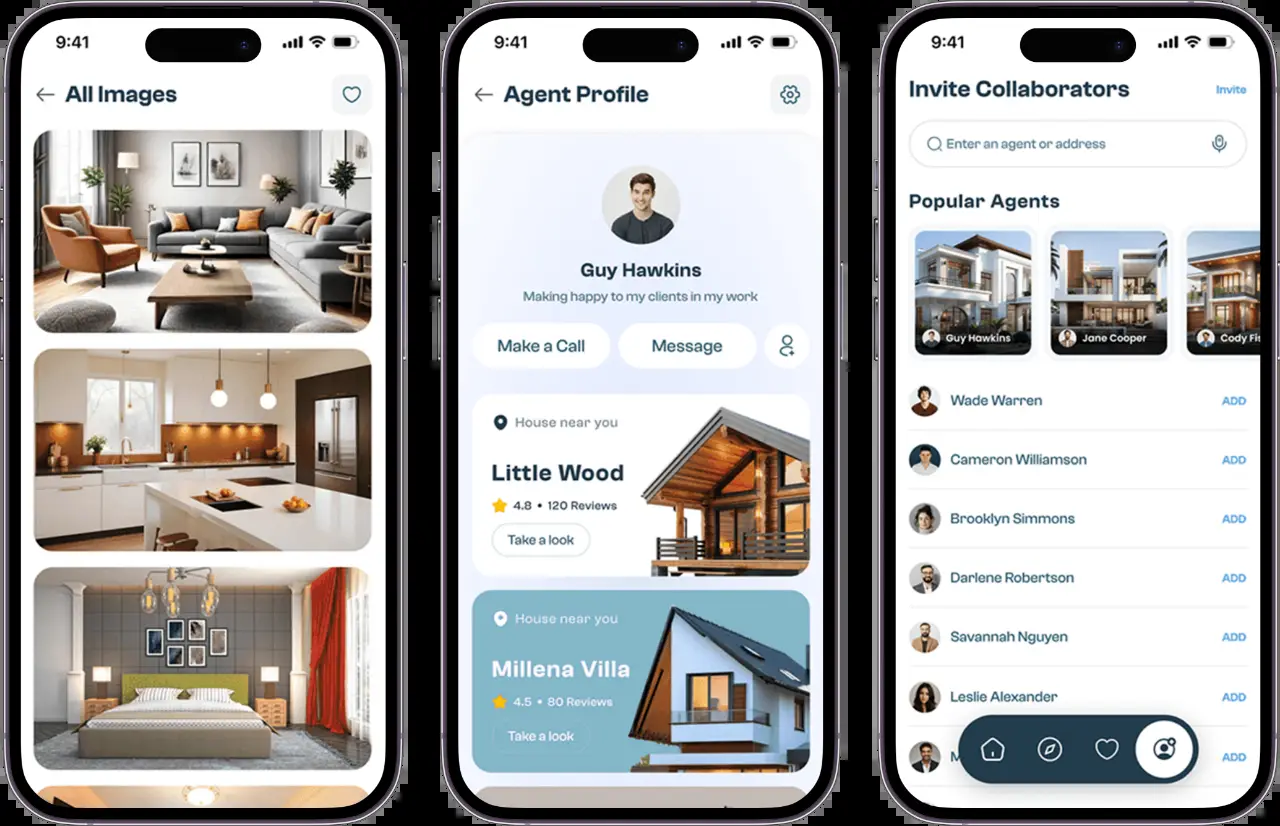 9:41
All Images
9:41
Agent Profile
Guy Hawkins
Making happy to my clients in my work
Make a Call
Message
House near you
Little Wood
4.8 • 120 Reviews
Take a look
House near you
Millena Villa
4.5 • 80 Reviews
Take a look
9:41
Invite Collaborators
Invite
Enter an agent or address
Popular Agents
Guy Hawkins
Jane Cooper
Cody
Wade Warren
ADD
Cameron Williamson
ADD
Brooklyn Simmons
ADD
Darlene Robertson
ADD
Savannah Nguyen
ADD
Leslie Alexander
ADD
ADD